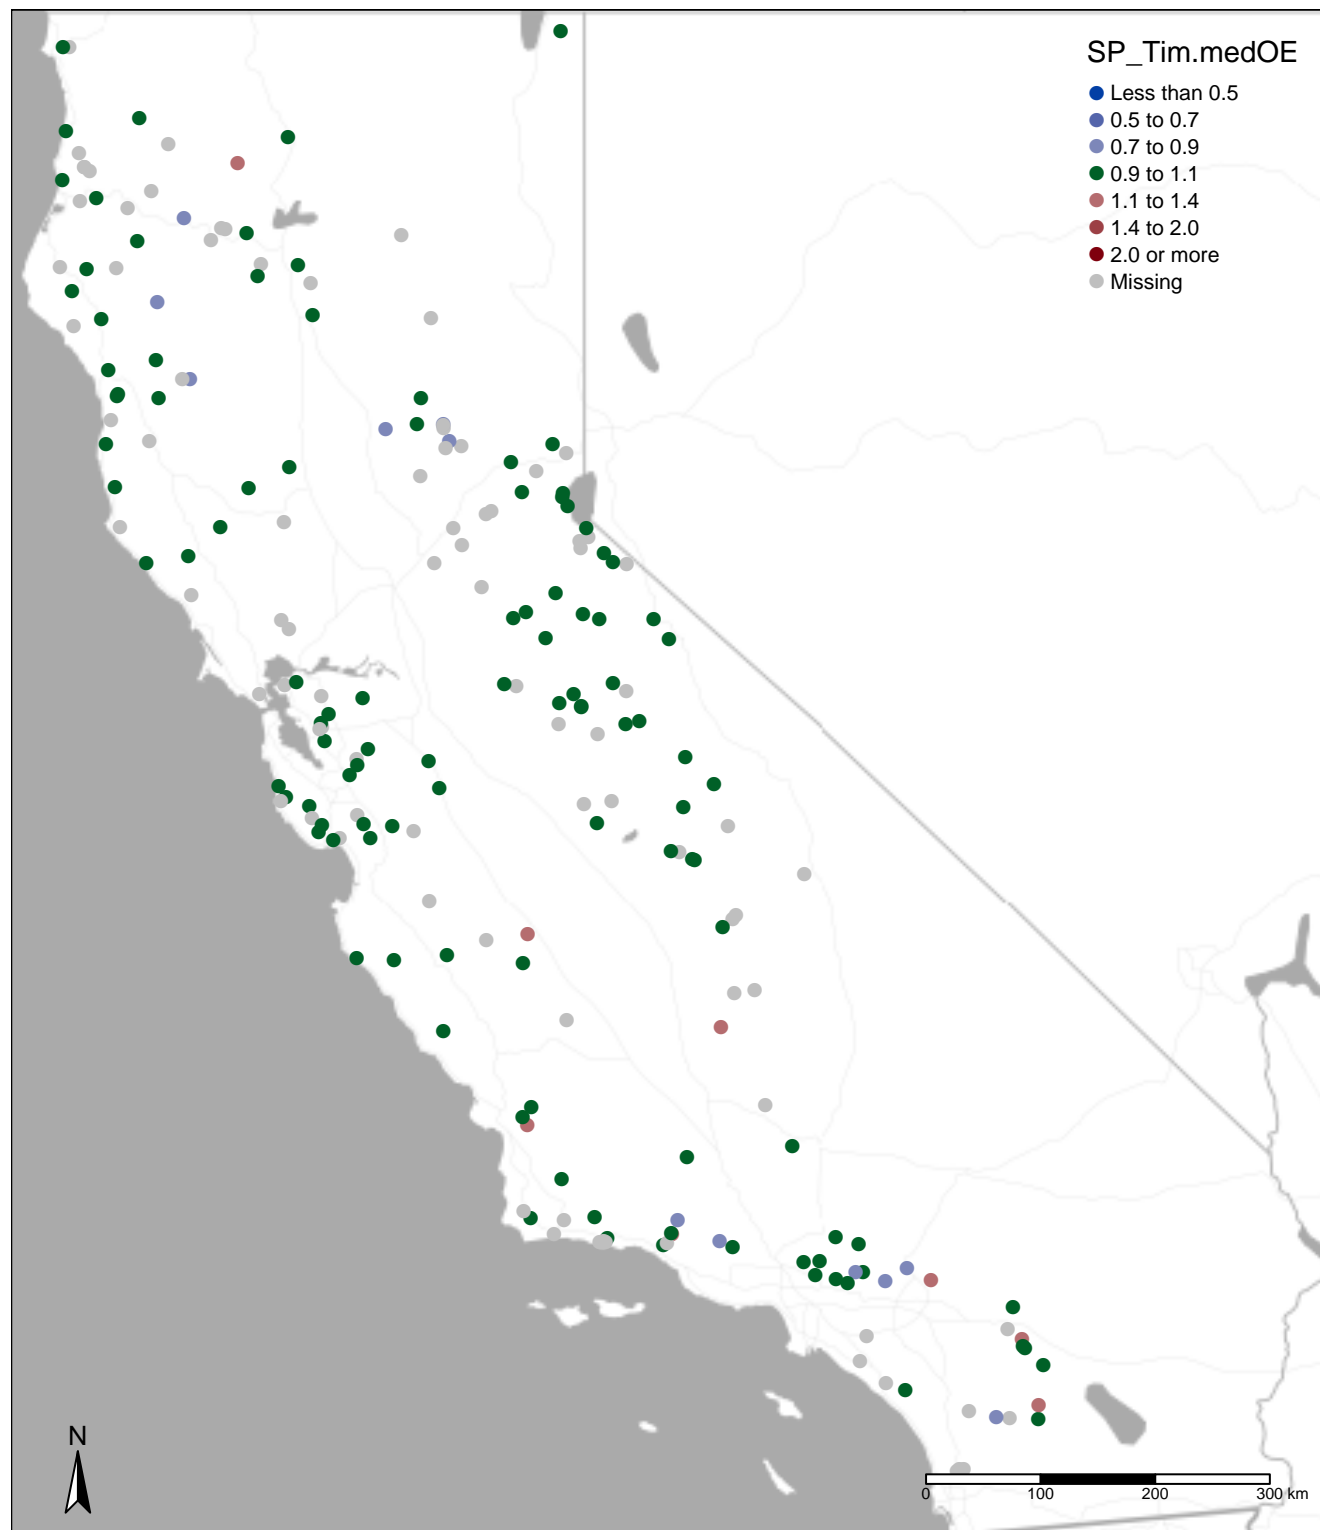 SP_Tim.medOE
Less than 0.5
0.5 to 0.7
0.7 to 0.9
0.9 to 1.1
1.1 to 1.4
1.4 to 2.0
2.0 or more
Missing
N
0 100 200 300 km